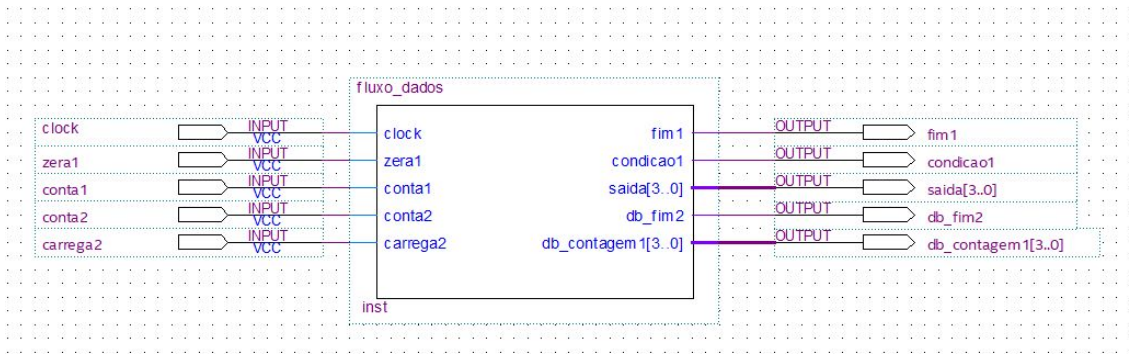 fluxo_dados
clock INPUT VCC clock fim1 OUTPUT fim1
zera1 INPUT VCC zera1 condicao1 OUTPUT condicao1
conta1 INPUT VCC conta1 saida[3..0] OUTPUT saida[3..0]
conta2 INPUT VCC conta2 db_fim2 OUTPUT db_fim2
carrega2 INPUT VCC carrega2 db_contagem1[3..0] OUTPUT db_contagem1[3..0]
inst